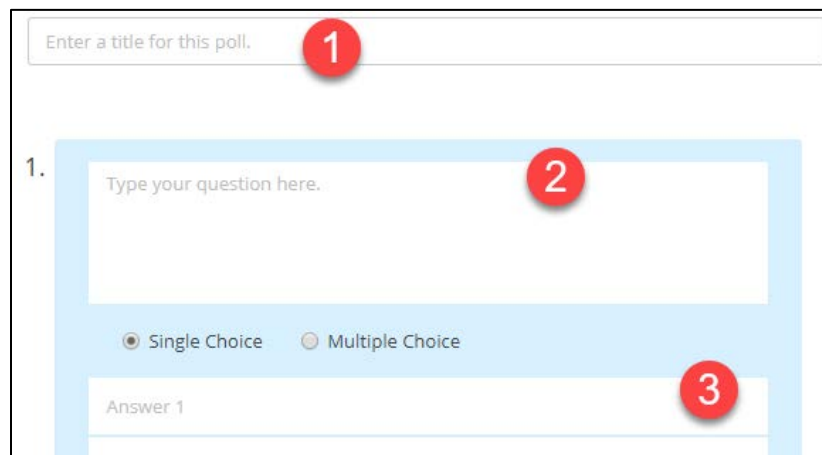 Enter a title for this poll.
1
1.
Type your question here.
2
Single Choice Multiple Choice
Answer 1
3